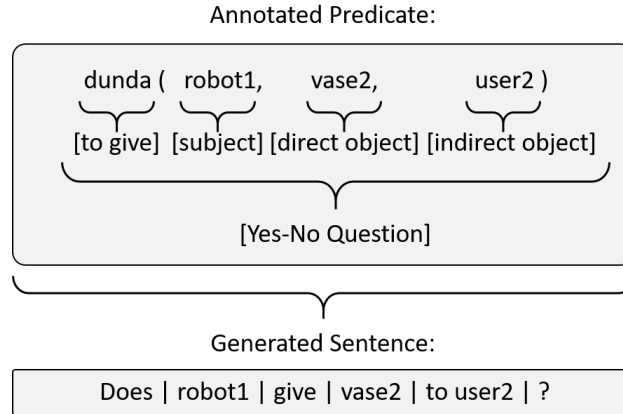 Annotated Predicate:
dunda ( robot1, vase2, user2 )
[to give] [subject] [direct object] [indirect object]
[Yes-No Question]
Generated Sentence:
Does | robot1 | give | vase2 | to user2 | ?